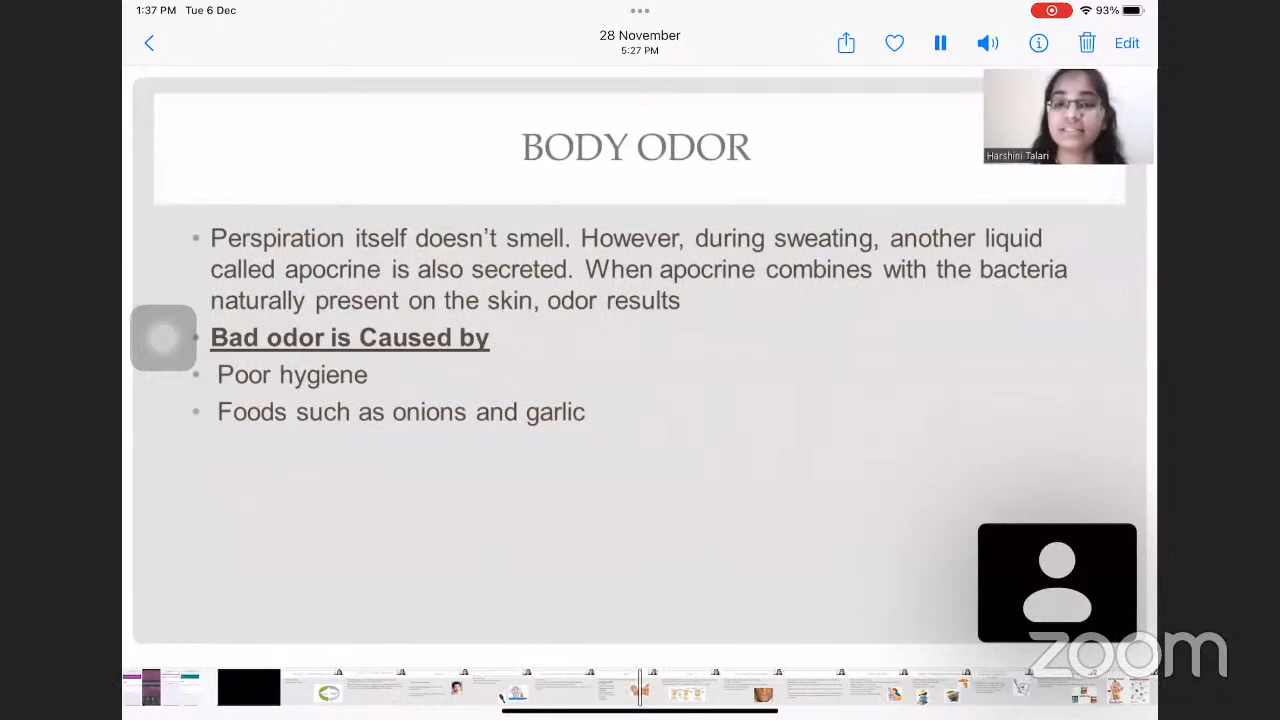 1:37 PM Tue 6 Dec
93%
28 November
5:27 PM
Edit
BODY ODOR
Harshini Talari
• Perspiration itself doesn’t smell. However, during sweating, another liquid
called apocrine is also secreted. When apocrine combines with the bacteria
naturally present on the skin, odor results
• Bad odor is Caused by
• Poor hygiene
• Foods such as onions and garlic
zoom